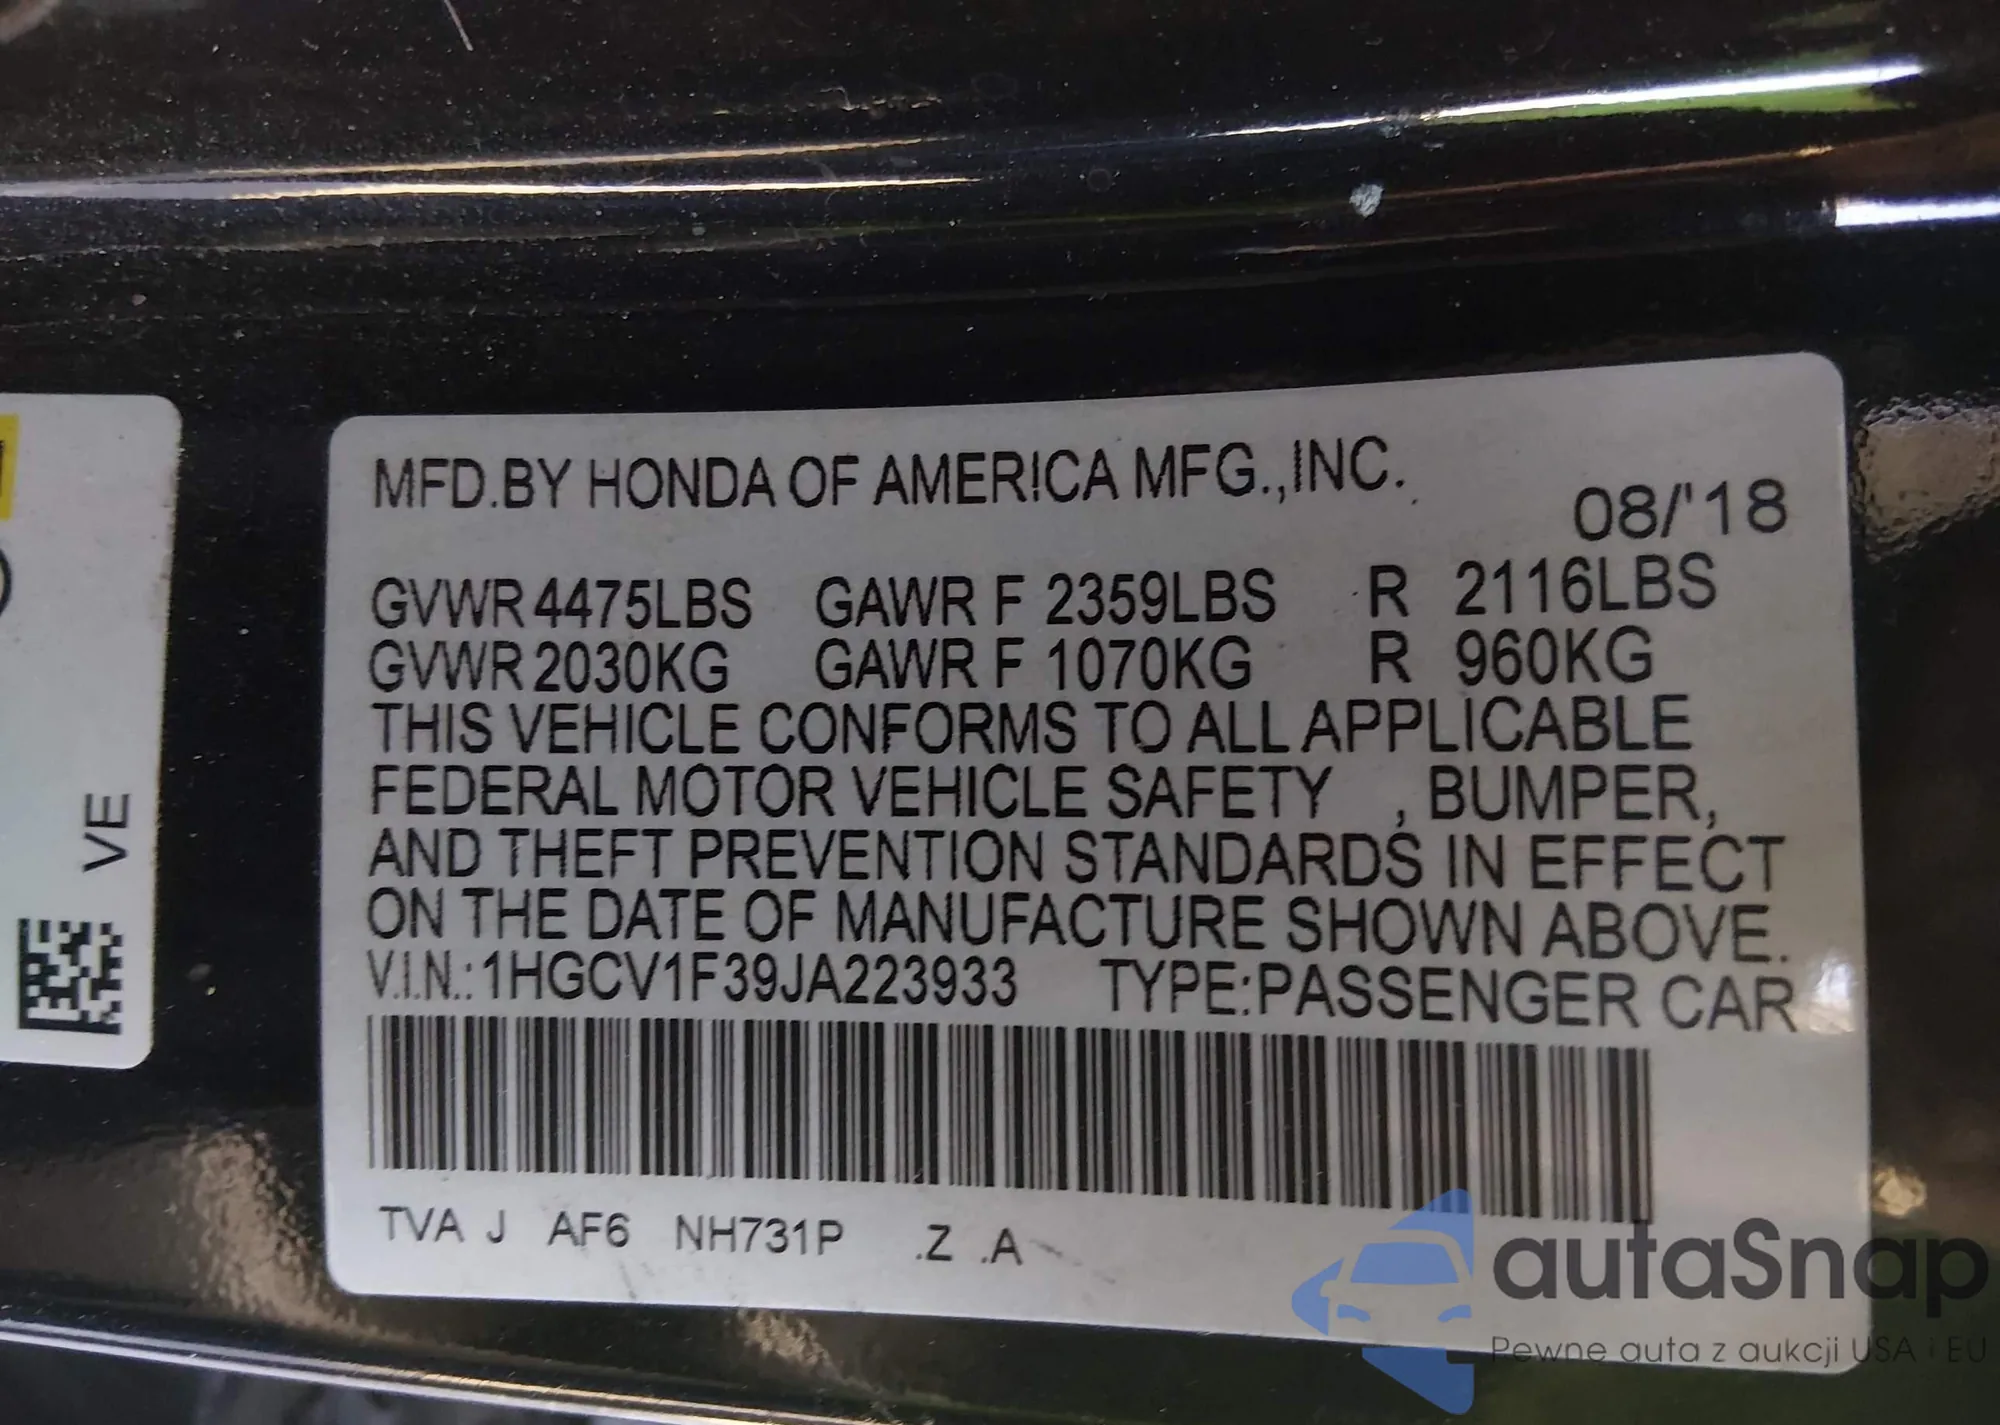 MFD.BY HONDA OF AMERICA MFG.,INC.
08/'18
GVWR 4475LBS GAWR F 2359LBS R 2116LBS
GVWR 2030KG GAWR F 1070KG R 960KG
THIS VEHICLE CONFORMS TO ALL APPLICABLE
FEDERAL MOTOR VEHICLE SAFETY , BUMPER,
AND THEFT PREVENTION STANDARDS IN EFFECT
ON THE DATE OF MANUFACTURE SHOWN ABOVE.
V.I.N.: 1HGCV1F39JA223933 TYPE:PASSENGER CAR
TVA J AF6 NH731P .Z .A
VE
autaSnap
Pewne auta z aukcji USA i EU